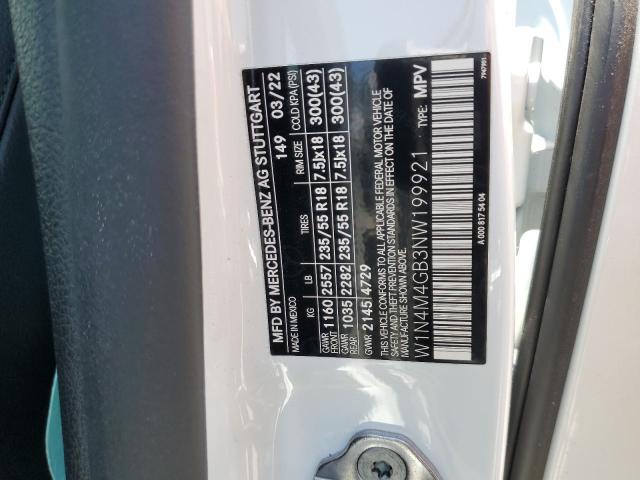 MFD BY MERCEDES-BENZ AG STUTTGART
MADE IN MEXICO 149 03/22
KG LB TIRES RIM SIZE COLD KPA(PSI)
GAWR FRONT 1160 2557 235/55 R18 7.5Jx18 300(43)
GAWR REAR 1035 2282 235/55 R18 7.5Jx18 300(43)
GVWR 2145 4729
THIS VEHICLE CONFORMS TO ALL APPLICABLE FEDERAL MOTOR VEHICLE
SAFETY AND THEFT PREVENTION STANDARDS IN EFFECT ON THE DATE OF
MANUFACTURE SHOWN ABOVE.
W1N4M4GB3NW199921 TYPE: MPV
A 000 817 54 04